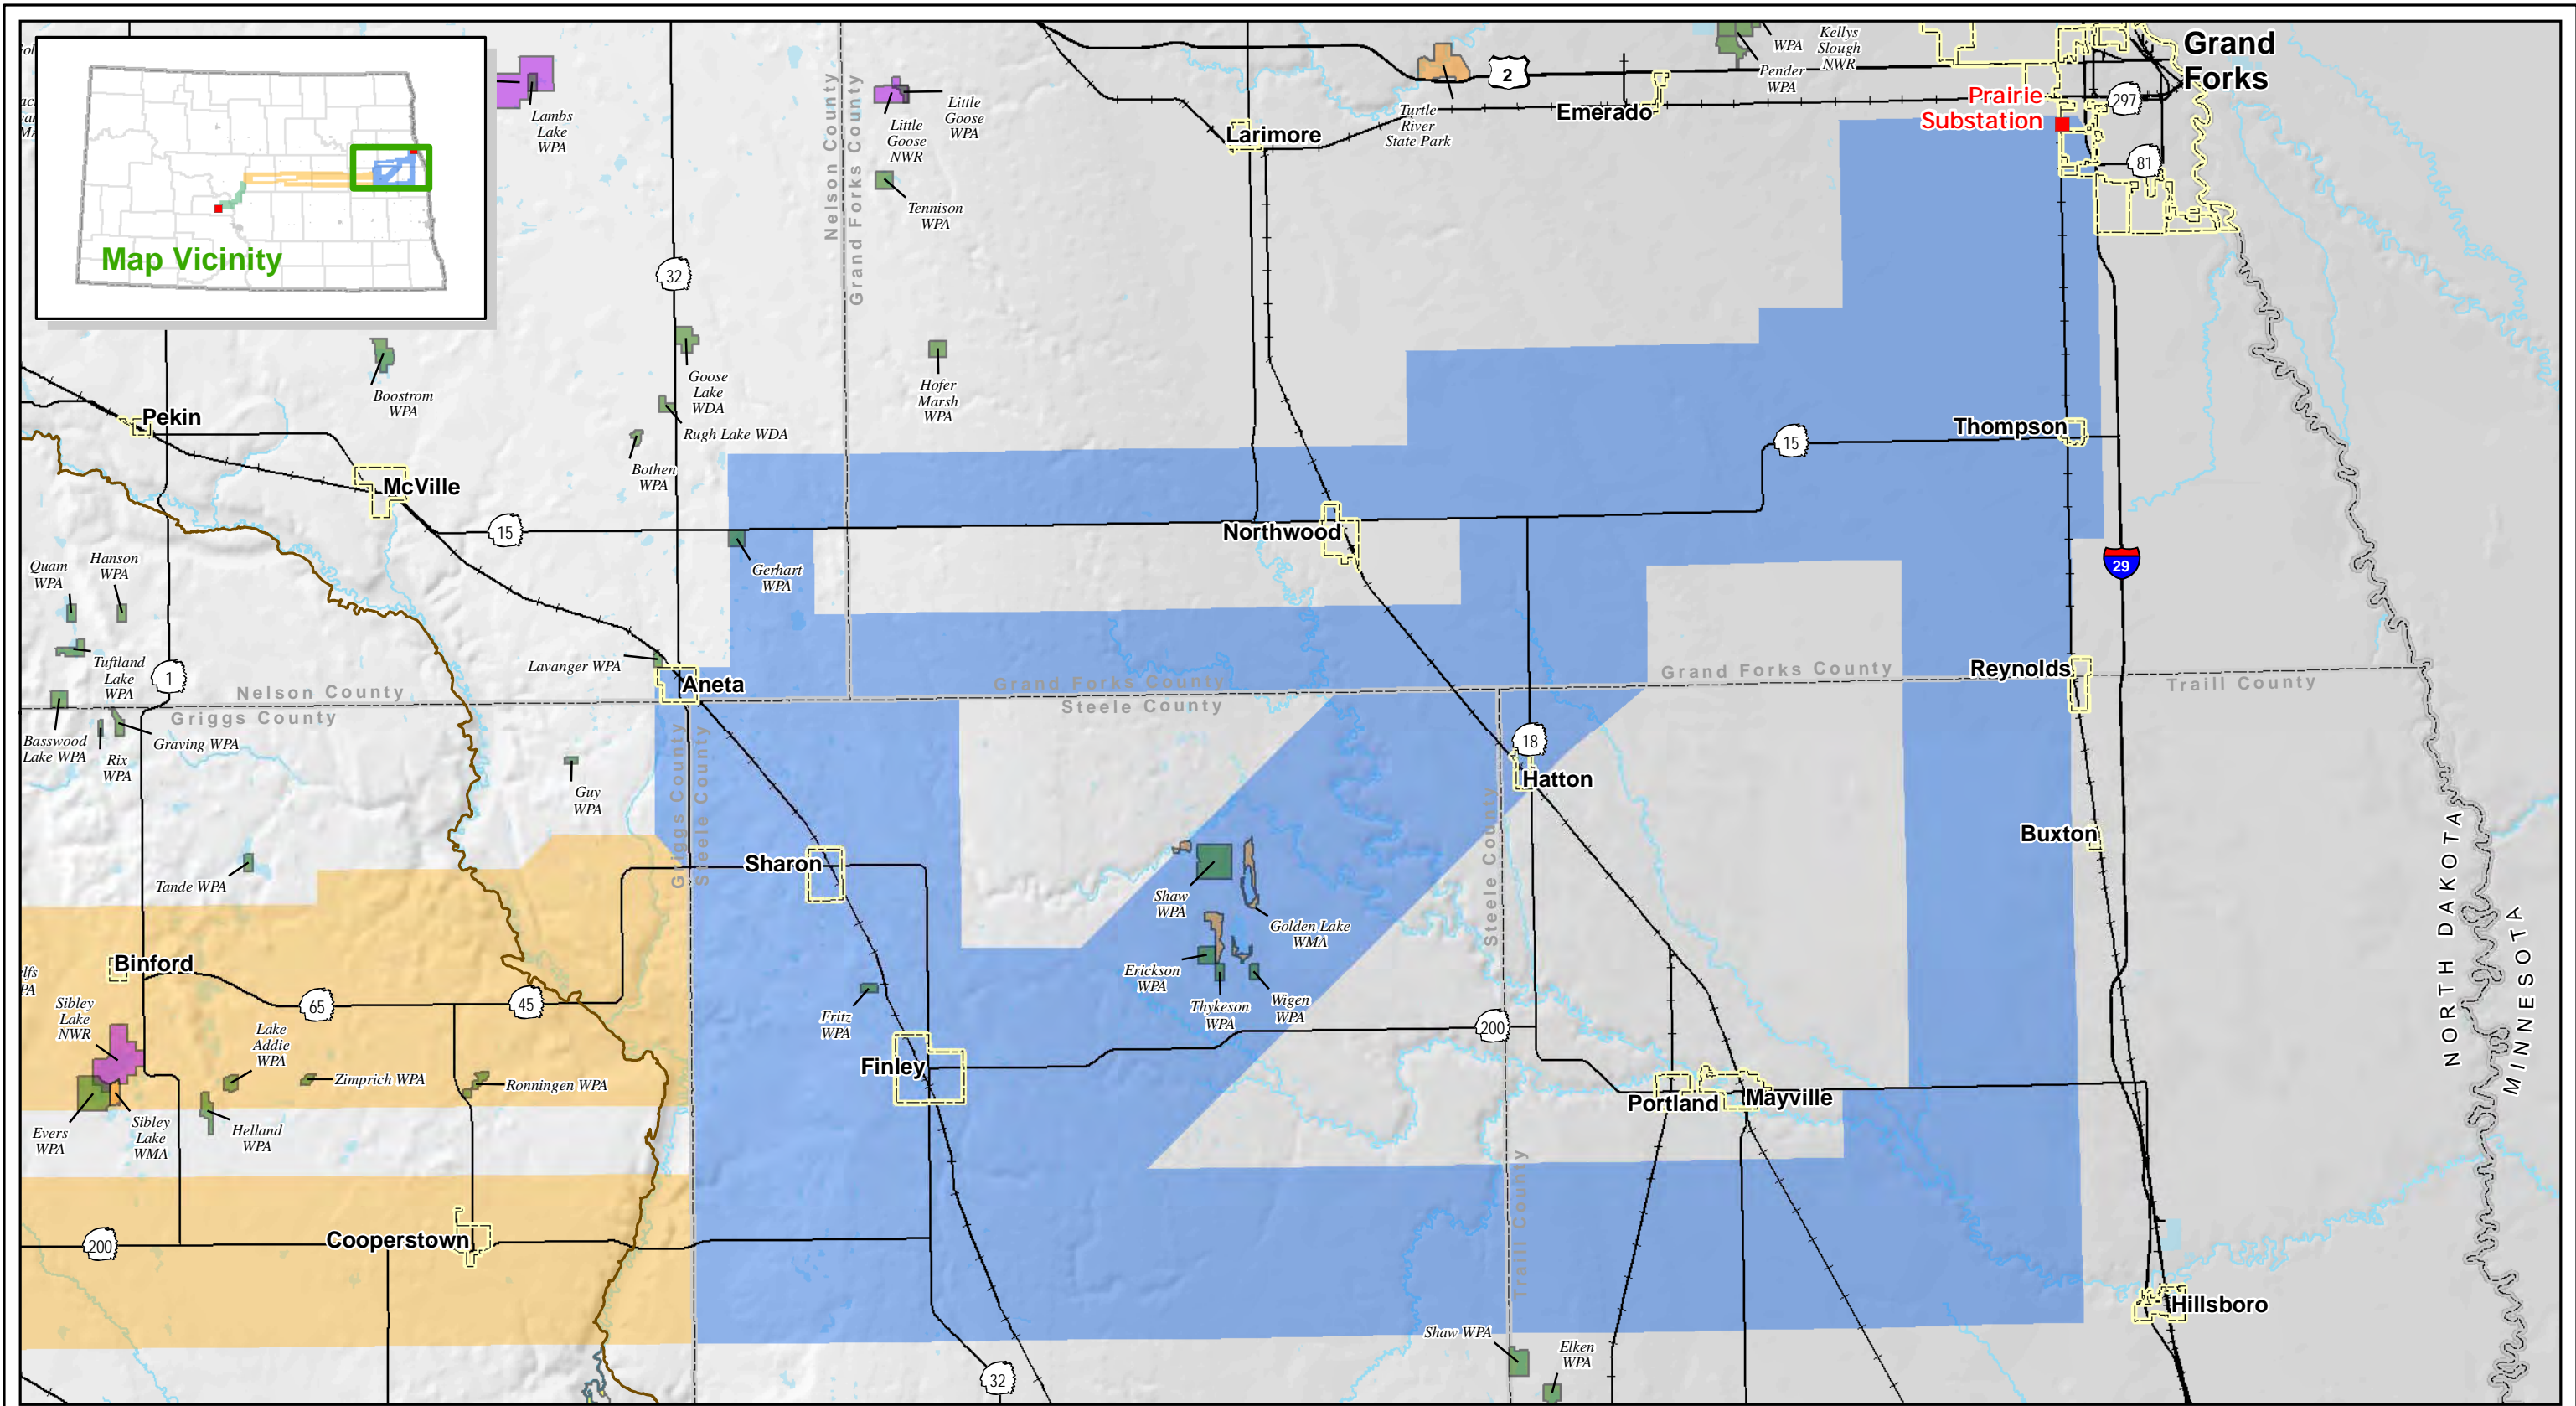 Map Vicinity
Lambs
Lake
WPA
Little
Goose
NWR
Little
Goose
WPA
Tennison
WPA
Nelson County
Grand Forks County
32
2
Turtle
River
State Park
Larimore
Emerado
WPA
Kellys
Slough
NWR
Pender
WPA
Grand
Forks
Prairie
Substation
297
81
Boostrom
WPA
Goose
Lake
WDA
Rugh Lake WDA
Bothen
WPA
Hofer
Marsh
WPA
Pekin
McVille
15
Northwood
15
Thompson
Gerhart
WPA
29
Quam
WPA
Hanson
WPA
Tuftland
Lake
WPA
1
Lavanger WPA
Aneta
Nelson County
Griggs County
Basswood
Lake WPA
Rix
WPA
Graving WPA
Guy
WPA
Grand Forks County
Steele County
Grand Forks County
Traill County
Reynolds
Griggs County
Steele County
18
Hatton
Steele County
Traill County
Buxton
Tande WPA
Sharon
Shaw
WPA
Golden Lake
WMA
Erickson
WPA
Thykeson
WPA
Wigen
WPA
Fritz
WPA
Binford
65
45
Sibley
Lake
NWR
Lake
Addie
WPA
Zimprich WPA
Ronningen WPA
Evers
WPA
Sibley
Lake
WMA
Helland
WPA
Finley
200
Portland
Mayville
NORTH DAKOTA
MINNESOTA
200
Cooperstown
32
Shaw WPA
Elken
WPA
Hillsboro